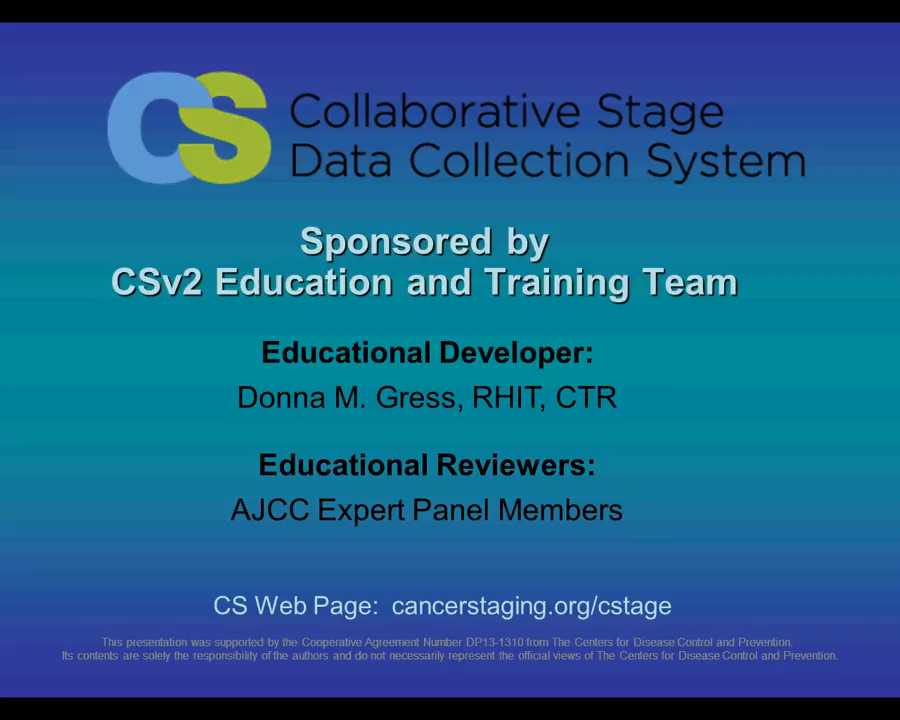 CS Collaborative Stage
Data Collection System
Sponsored by
CSv2 Education and Training Team
Educational Developer:
Donna M. Gress, RHIT, CTR
Educational Reviewers:
AJCC Expert Panel Members
CS Web Page: cancerstaging.org/cstage
This presentation was supported by the Cooperative Agreement Number DP13-1310 from The Centers for Disease Control and Prevention.
Its contents are solely the responsibility of the authors and do not necessarily represent the official views of The Centers for Disease Control and Prevention.